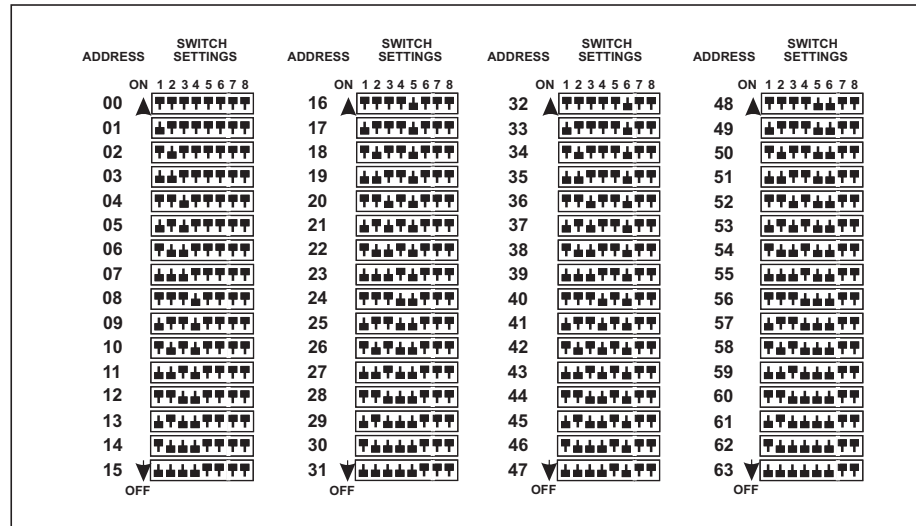 SWITCH SWITCH SWITCH SWITCH
ADDRESS SETTINGS ADDRESS SETTINGS ADDRESS SETTINGS ADDRESS SETTINGS
ON 1 2 3 4 5 6 7 8 ON 1 2 3 4 5 6 7 8 ON 1 2 3 4 5 6 7 8 ON 1 2 3 4 5 6 7 8
00 16 32 48
01 17 33 49
02 18 34 50
03 19 35 51
04 20 36 52
05 21 37 53
06 22 38 54
07 23 39 55
08 24 40 56
09 25 41 57
10 26 42 58
11 27 43 59
12 28 44 60
13 29 45 61
14 30 46 62
15 31 47 63
OFF OFF OFF OFF